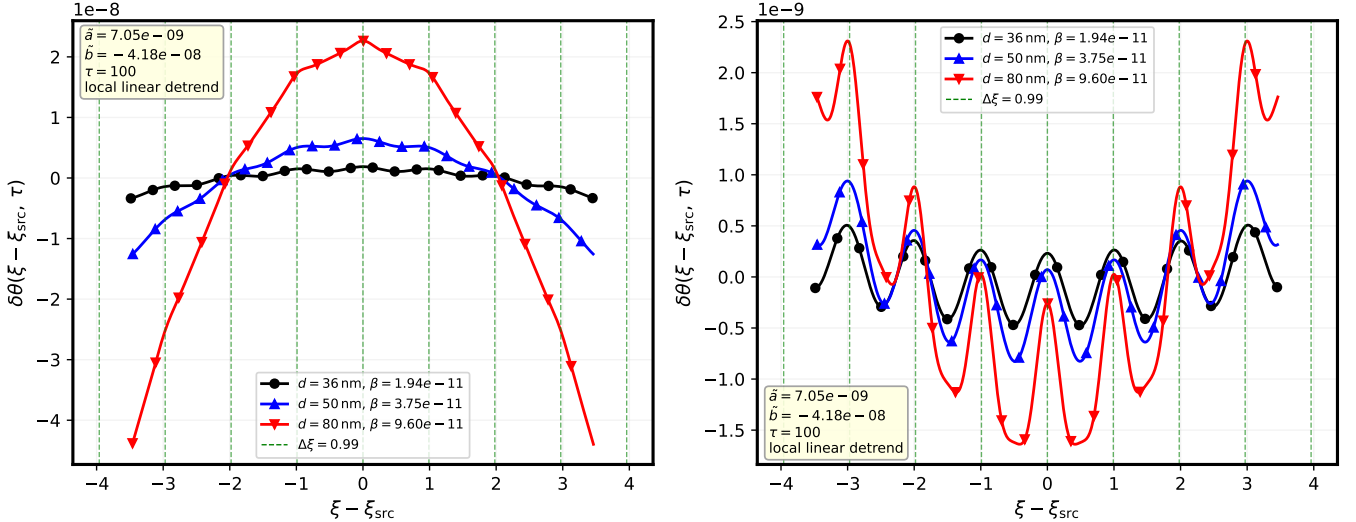 1e−8
ã = 7.05e − 09
b̃ = − 4.18e − 08
τ = 100
local linear detrend
2
1
0
−1
−2
−3
−4
δθ(ξ − ξsrc, τ)
d = 36 nm, β = 1.94e − 11
d = 50 nm, β = 3.75e − 11
d = 80 nm, β = 9.60e − 11
Δξ = 0.99
−4 −3 −2 −1 0 1 2 3 4
ξ − ξsrc
1e−9
2.5
2.0
1.5
1.0
0.5
0.0
−0.5
−1.0
−1.5
δθ(ξ − ξsrc, τ)
d = 36 nm, β = 1.94e − 11
d = 50 nm, β = 3.75e − 11
d = 80 nm, β = 9.60e − 11
Δξ = 0.99
ã = 7.05e − 09
b̃ = − 4.18e − 08
τ = 100
local linear detrend
−4 −3 −2 −1 0 1 2 3 4
ξ − ξsrc